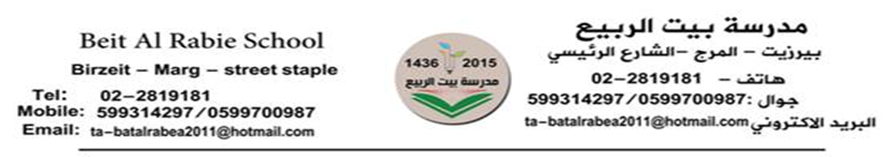 Beit Al Rabie School
Birzeit – Marg – street staple
Tel: 02-2819181
Mobile: 599314297/0599700987
Email: ta-batalrabea2011@hotmail.com
1436 2015
مدرسة بيت الربيع
مدرسة بيت الربيع
بيرزيت – المرج –الشارع الرئيسي
هاتف – 02-2819181
جوال :599314297/0599700987
البريد الاكتروني ta-batalrabea2011@hotmail.com